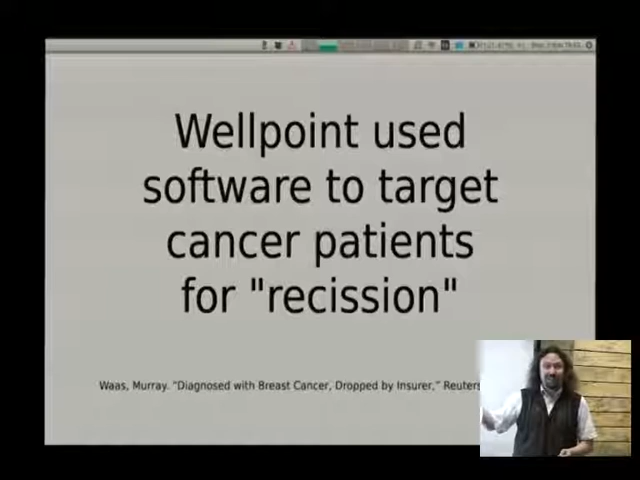 Wellpoint used
software to target
cancer patients
for "recission"
Waas, Murray. "Diagnosed with Breast Cancer, Dropped by Insurer," Reuters